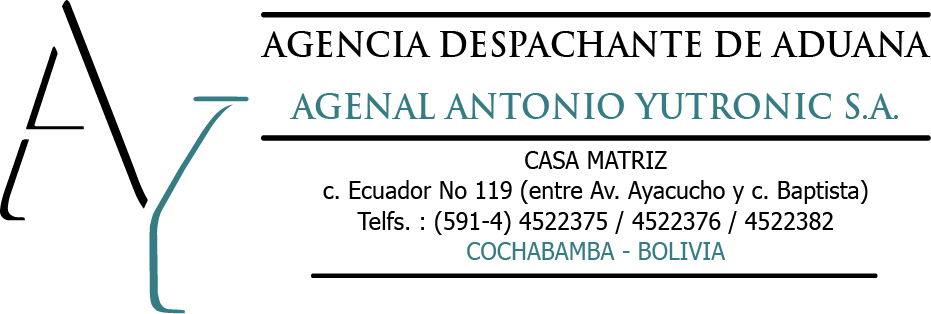 AY
AGENCIA DESPACHANTE DE ADUANA
AGENAL ANTONIO YUTRONIC S.A.
CASA MATRIZ
c. Ecuador No 119 (entre Av. Ayacucho y c. Baptista)
Telfs. : (591-4) 4522375 / 4522376 / 4522382
COCHABAMBA - BOLIVIA